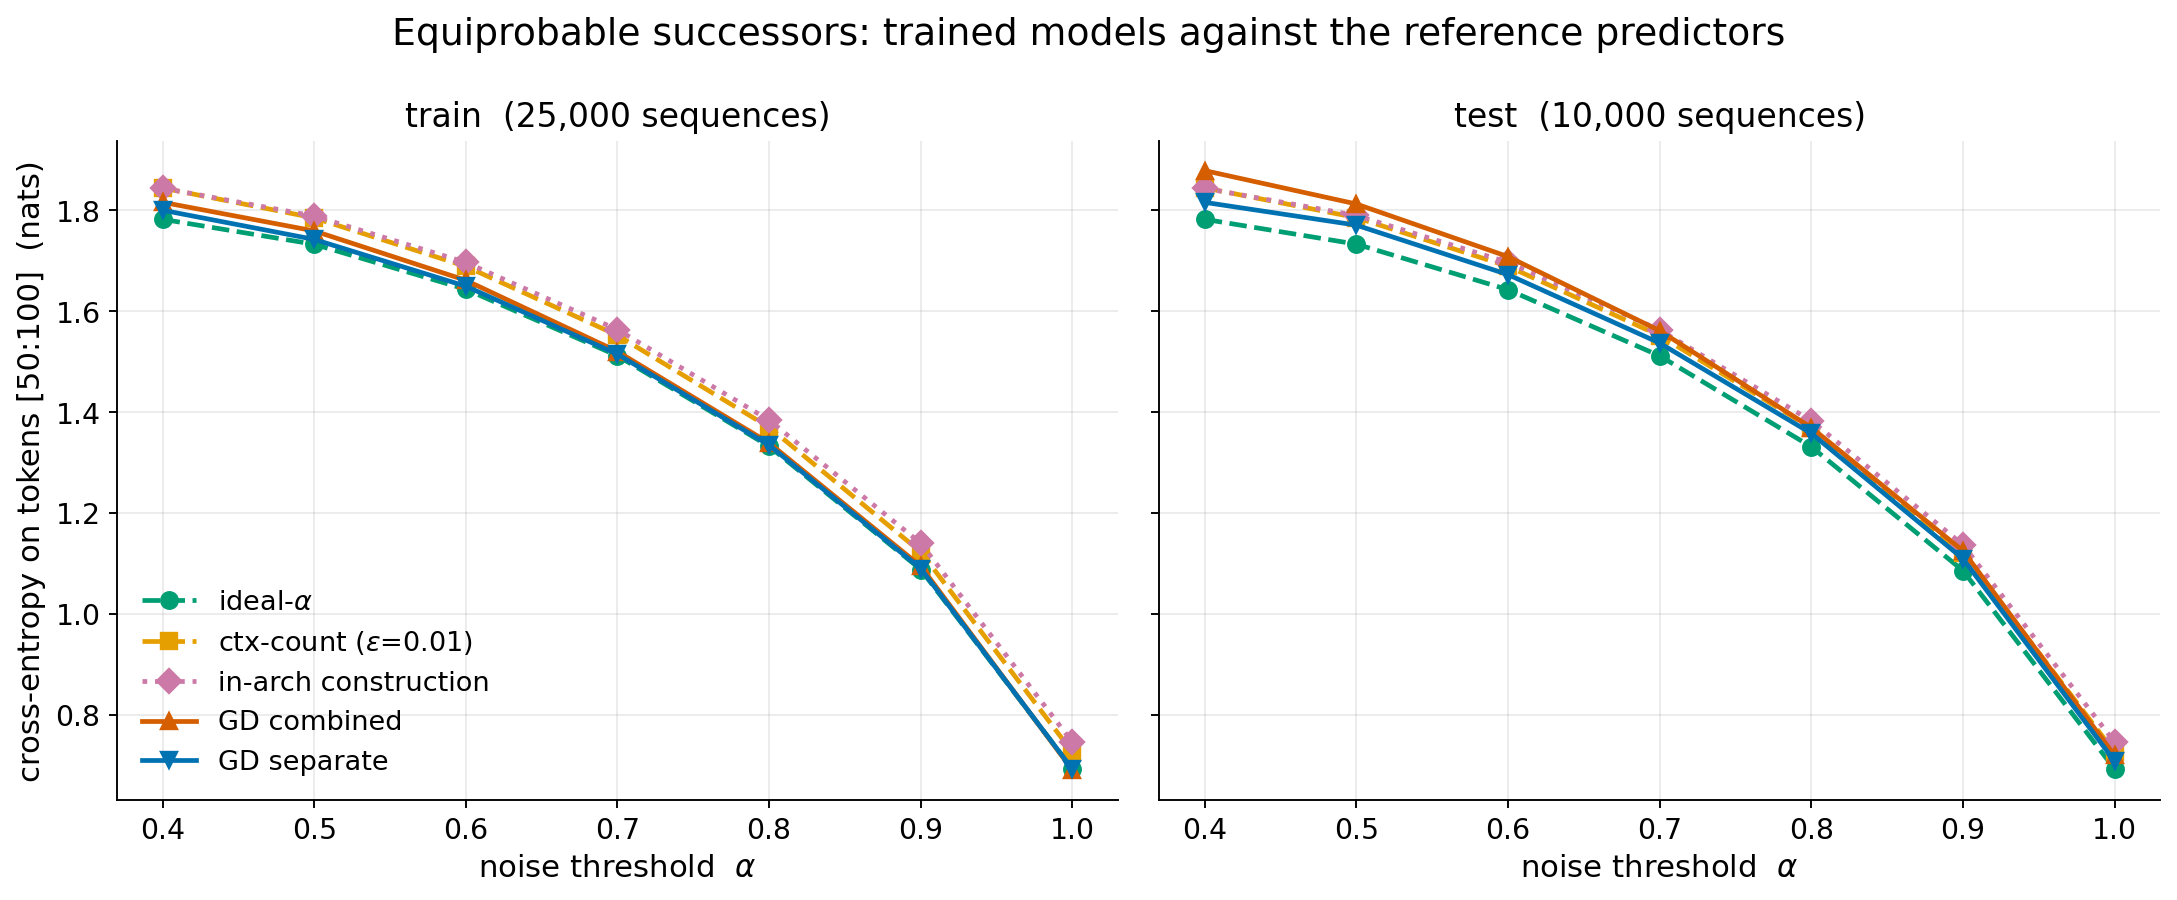 Equiprobable successors: trained models against the reference predictors
train  (25,000 sequences)
test  (10,000 sequences)
cross-entropy on tokens [50:100]  (nats)
1.8
1.6
1.4
1.2
1.0
0.8
ideal-α
ctx-count (ε=0.01)
in-arch construction
GD combined
GD separate
0.4 0.5 0.6 0.7 0.8 0.9 1.0
0.4 0.5 0.6 0.7 0.8 0.9 1.0
noise threshold  α
noise threshold  α